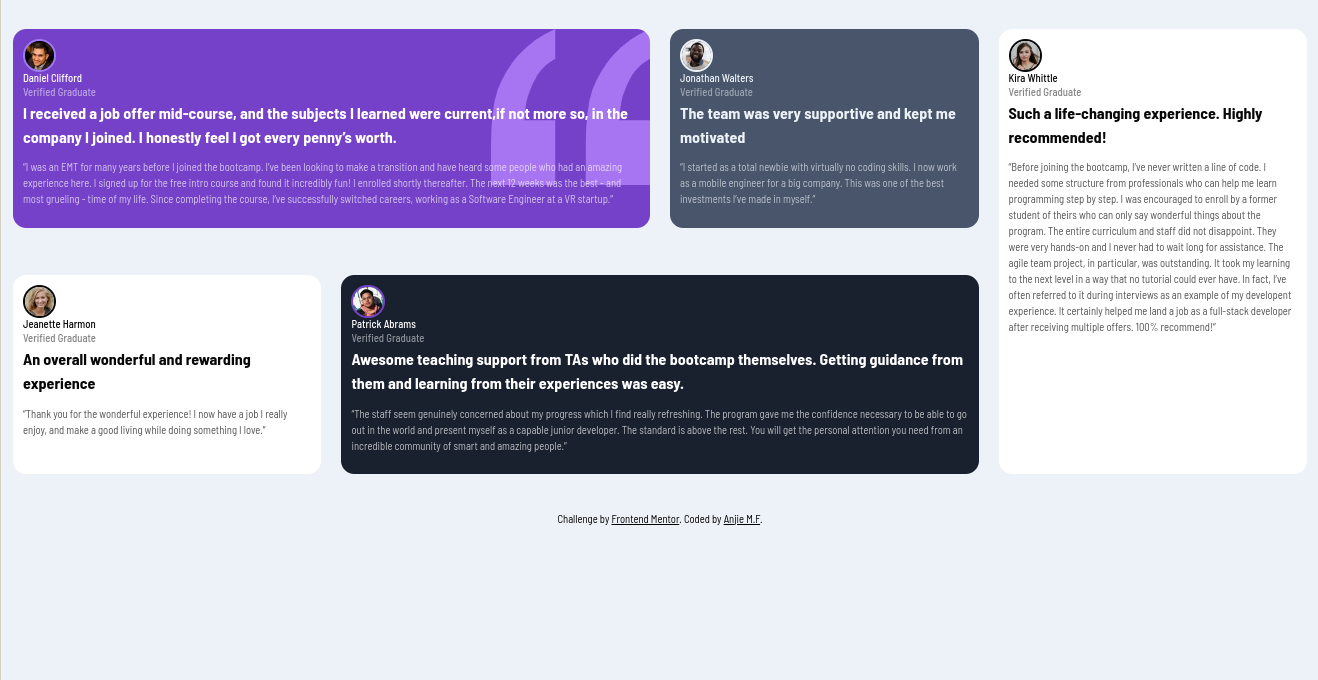 Daniel Clifford
Verified Graduate
I received a job offer mid-course, and the subjects I learned were current,if not more so, in the
company I joined. I honestly feel I got every penny’s worth.
“I was an EMT for many years before I joined the bootcamp. I’ve been looking to make a transition and have heard some people who had an amazing
experience here. I signed up for the free intro course and found it incredibly fun! I enrolled shortly thereafter. The next 12 weeks was the best - and
most grueling - time of my life. Since completing the course, I’ve successfully switched careers, working as a Software Engineer at a VR startup.”
Jonathan Walters
Verified Graduate
The team was very supportive and kept me
motivated
“I started as a total newbie with virtually no coding skills. I now work
as a mobile engineer for a big company. This was one of the best
investments I’ve made in myself.”
Kira Whittle
Verified Graduate
Such a life-changing experience. Highly
recommended!
“Before joining the bootcamp, I’ve never written a line of code. I
needed some structure from professionals who can help me learn
programming step by step. I was encouraged to enroll by a former
student of theirs who can only say wonderful things about the
program. The entire curriculum and staff did not disappoint. They
were very hands-on and I never had to wait long for assistance. The
agile team project, in particular, was outstanding. It took my learning
to the next level in a way that no tutorial could ever have. In fact, I’ve
often referred to it during interviews as an example of my developent
experience. It certainly helped me land a job as a full-stack developer
after receiving multiple offers. 100% recommend!”
Jeanette Harmon
Verified Graduate
An overall wonderful and rewarding
experience
“Thank you for the wonderful experience! I now have a job I really
enjoy, and make a good living while doing something I love.”
Patrick Abrams
Verified Graduate
Awesome teaching support from TAs who did the bootcamp themselves. Getting guidance from
them and learning from their experiences was easy.
“The staff seem genuinely concerned about my progress which I find really refreshing. The program gave me the confidence necessary to be able to go
out in the world and present myself as a capable junior developer. The standard is above the rest. You will get the personal attention you need from an
incredible community of smart and amazing people.”
Challenge by Frontend Mentor. Coded by Anjie M.F.